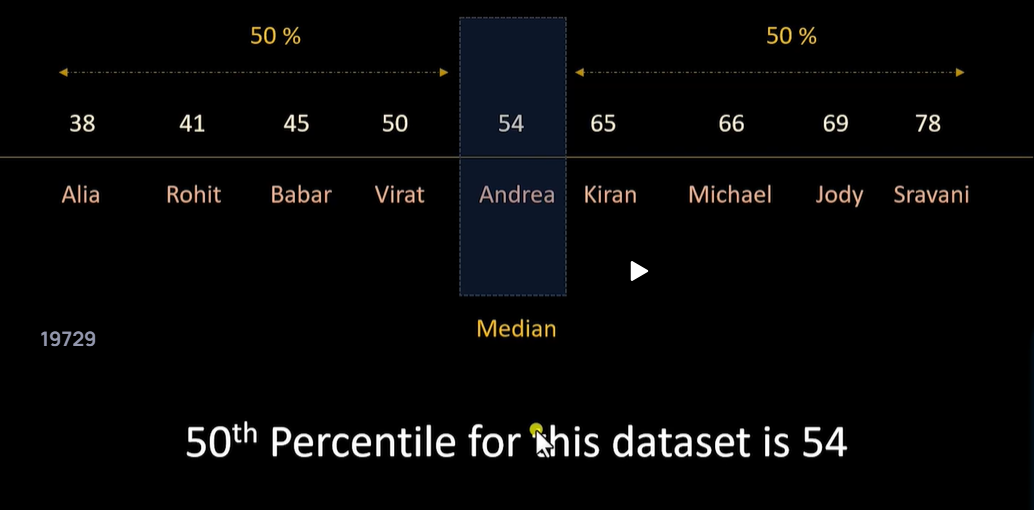 50 % 50 %
38 41 45 50 54 65 66 69 78
Alia Rohit Babar Virat Andrea Kiran Michael Jody Sravani
Median
19729
50th Percentile for this dataset is 54